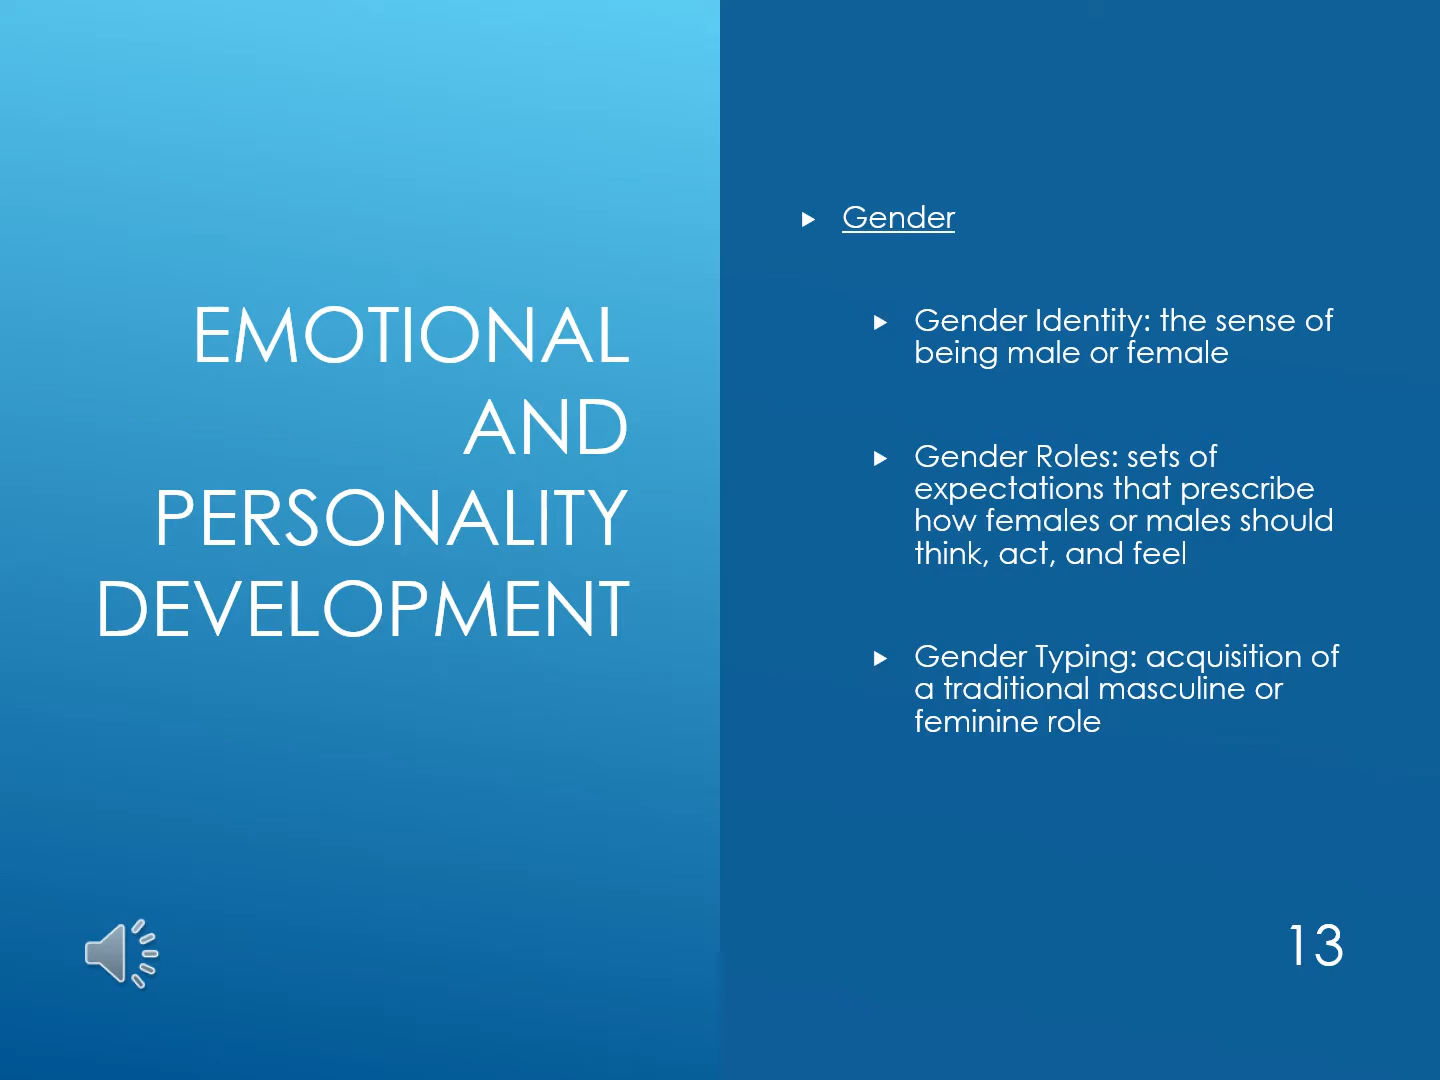 EMOTIONAL
AND
PERSONALITY
DEVELOPMENT
Gender
Gender Identity: the sense of
being male or female
Gender Roles: sets of
expectations that prescribe
how females or males should
think, act, and feel
Gender Typing: acquisition of
a traditional masculine or
feminine role
13